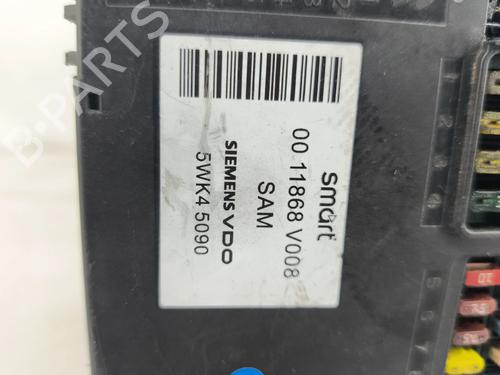 smart
00 11868 V008
SAM
SIEMENS VDO
5WK4 5090
B-PARTS